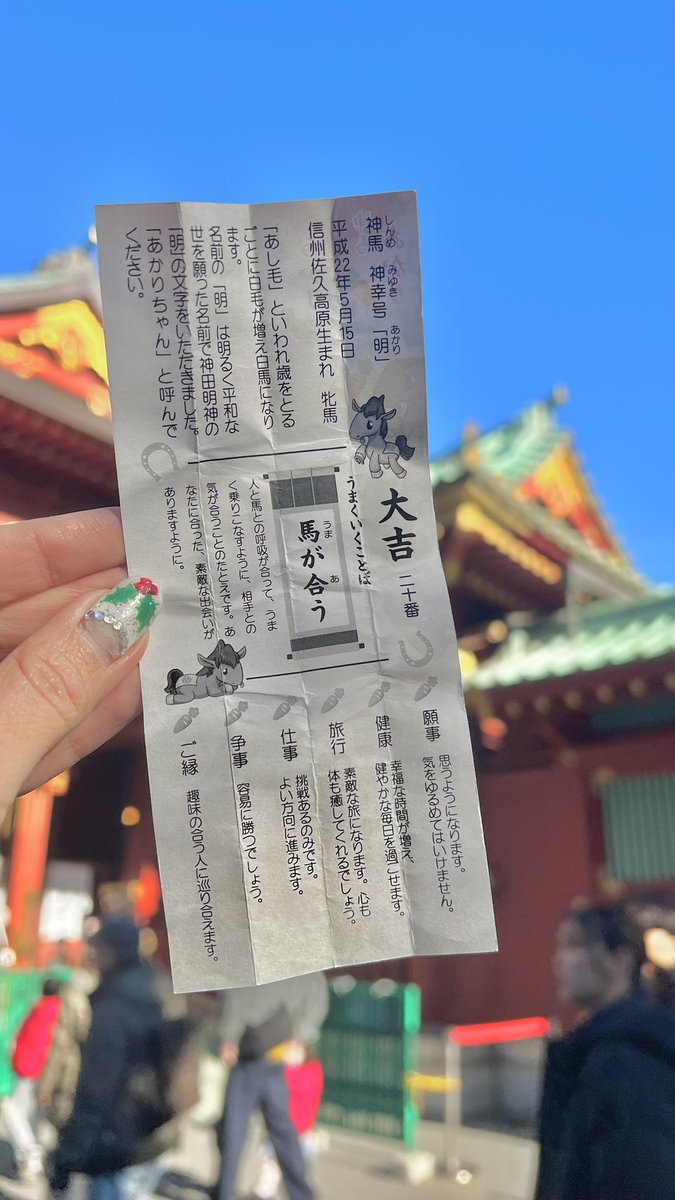 神馬 神幸号「明」
しんめ みゆき あかり
平成22年5月15日
信州佐久高原生まれ 牝馬
「あし毛」といわれ歳をとる
ごとに白毛が増え白馬になり
ます。
名前の「明」は明るく平和な
世を願った名前で神田明神の
「明」の文字をいただきました。
「あかりちゃん」と呼んで
ください。
大吉 二十番
うまくいくことば
馬が合う
うま あ
人と馬との呼吸が合って、うま
く乗りこなすように、相手との
気が合うことのたとえです。あ
なたに合った、素敵な出会いが
ありますように。
願事 思うようになります。
気をゆるめてはいけません。
健康 幸福な時間が増え、
健やかな毎日を過ごせます。
旅行 素敵な旅になります。心も
体も癒してくれるでしょう。
仕事 挑戦あるのみです。
よい方向に進みます。
争事 容易に勝つでしょう。
ご縁 趣味の合う人に巡り合えます。